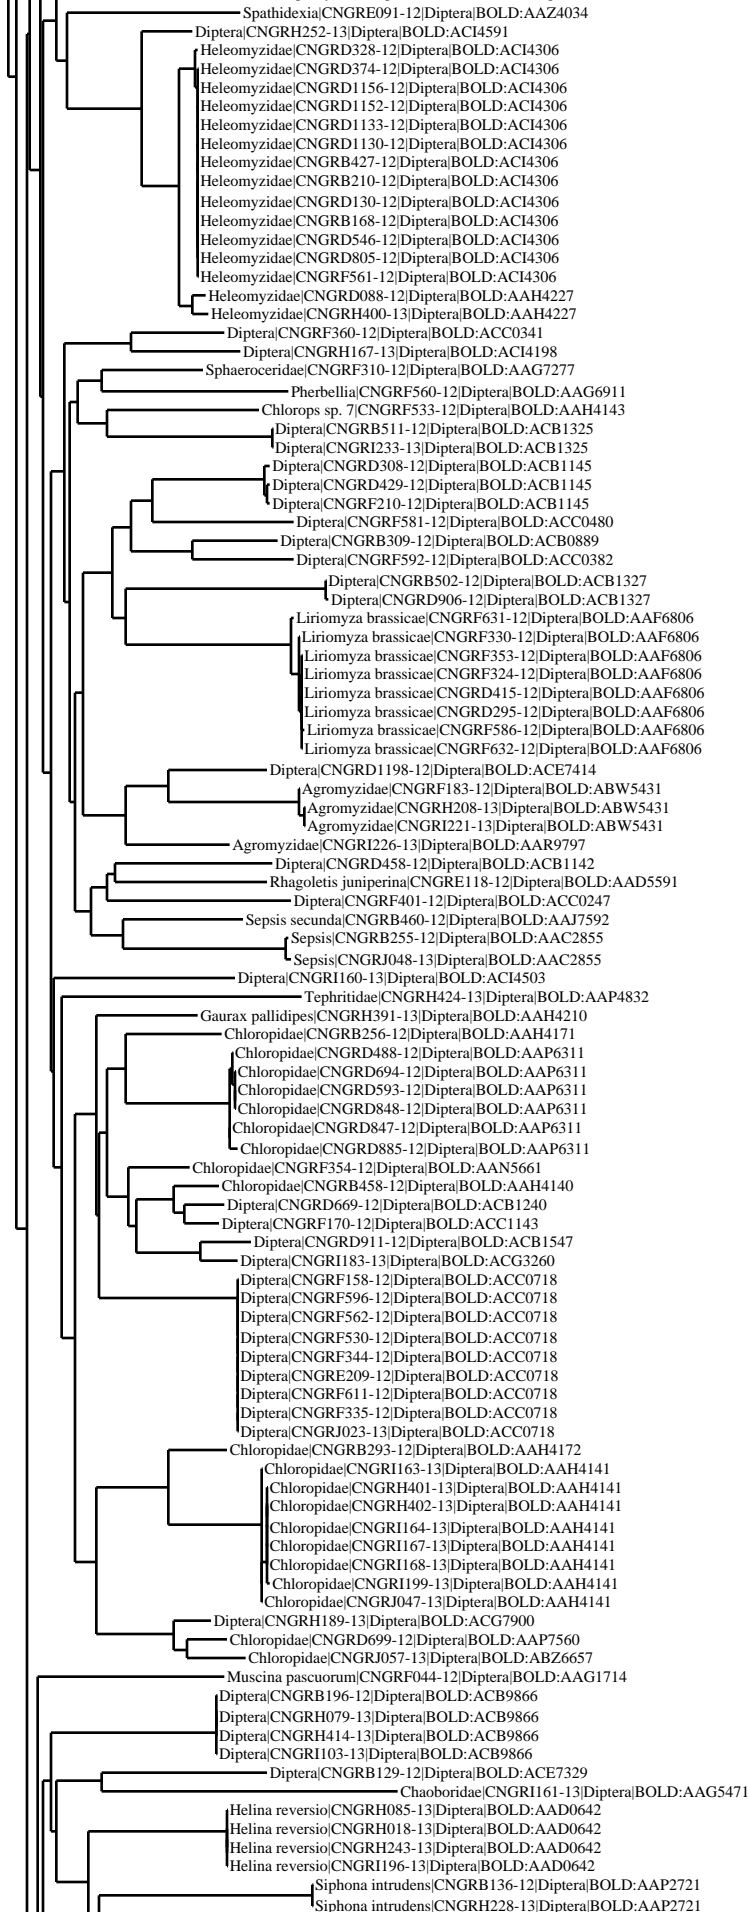 Spathidexia|CNGRE091-12|Diptera|BOLD:AAZ4034
Diptera|CNGRH252-13|Diptera|BOLD:ACI4591
Heleomyzidae|CNGRD328-12|Diptera|BOLD:ACI4306
Heleomyzidae|CNGRD374-12|Diptera|BOLD:ACI4306
Heleomyzidae|CNGRD1156-12|Diptera|BOLD:ACI4306
Heleomyzidae|CNGRD1152-12|Diptera|BOLD:ACI4306
Heleomyzidae|CNGRD1133-12|Diptera|BOLD:ACI4306
Heleomyzidae|CNGRD1130-12|Diptera|BOLD:ACI4306
Heleomyzidae|CNGRB427-12|Diptera|BOLD:ACI4306
Heleomyzidae|CNGRB210-12|Diptera|BOLD:ACI4306
Heleomyzidae|CNGRD130-12|Diptera|BOLD:ACI4306
Heleomyzidae|CNGRB168-12|Diptera|BOLD:ACI4306
Heleomyzidae|CNGRD546-12|Diptera|BOLD:ACI4306
Heleomyzidae|CNGRD805-12|Diptera|BOLD:ACI4306
Heleomyzidae|CNGRF561-12|Diptera|BOLD:ACI4306
Heleomyzidae|CNGRD088-12|Diptera|BOLD:AAH4227
Heleomyzidae|CNGRH400-13|Diptera|BOLD:AAH4227
Diptera|CNGRF360-12|Diptera|BOLD:ACC0341
Diptera|CNGRH167-13|Diptera|BOLD:ACI4198
Sphaeroceridae|CNGRF310-12|Diptera|BOLD:AAG7277
Pherbellia|CNGRF560-12|Diptera|BOLD:AAG6911
Chlorops sp. 7|CNGRF533-12|Diptera|BOLD:AAH4143
Diptera|CNGRB511-12|Diptera|BOLD:ACB1325
Diptera|CNGRI233-13|Diptera|BOLD:ACB1325
Diptera|CNGRD308-12|Diptera|BOLD:ACB1145
Diptera|CNGRD429-12|Diptera|BOLD:ACB1145
Diptera|CNGRF210-12|Diptera|BOLD:ACB1145
Diptera|CNGRF581-12|Diptera|BOLD:ACC0480
Diptera|CNGRB309-12|Diptera|BOLD:ACB0889
Diptera|CNGRF592-12|Diptera|BOLD:ACC0382
Diptera|CNGRB502-12|Diptera|BOLD:ACB1327
Diptera|CNGRD906-12|Diptera|BOLD:ACB1327
Liriomyza brassicae|CNGRF631-12|Diptera|BOLD:AAF6806
Liriomyza brassicae|CNGRF330-12|Diptera|BOLD:AAF6806
Liriomyza brassicae|CNGRF353-12|Diptera|BOLD:AAF6806
Liriomyza brassicae|CNGRF324-12|Diptera|BOLD:AAF6806
Liriomyza brassicae|CNGRD415-12|Diptera|BOLD:AAF6806
Liriomyza brassicae|CNGRD295-12|Diptera|BOLD:AAF6806
Liriomyza brassicae|CNGRF586-12|Diptera|BOLD:AAF6806
Liriomyza brassicae|CNGRF632-12|Diptera|BOLD:AAF6806
Diptera|CNGRD1198-12|Diptera|BOLD:ACE7414
Agromyzidae|CNGRF183-12|Diptera|BOLD:ABW5431
Agromyzidae|CNGRH208-13|Diptera|BOLD:ABW5431
Agromyzidae|CNGRI221-13|Diptera|BOLD:ABW5431
Agromyzidae|CNGRI226-13|Diptera|BOLD:AAR9797
Diptera|CNGRD458-12|Diptera|BOLD:ACB1142
Rhagoletis juniperina|CNGRE118-12|Diptera|BOLD:AAD5591
Diptera|CNGRF401-12|Diptera|BOLD:ACC0247
Sepsis secunda|CNGRB460-12|Diptera|BOLD:AAJ7592
Sepsis|CNGRB255-12|Diptera|BOLD:AAC2855
Sepsis|CNGRJ048-13|Diptera|BOLD:AAC2855
Diptera|CNGRI160-13|Diptera|BOLD:ACI4503
Tephritidae|CNGRH424-13|Diptera|BOLD:AAP4832
Gaurax pallidipes|CNGRH391-13|Diptera|BOLD:AAH4210
Chloropidae|CNGRB256-12|Diptera|BOLD:AAH4171
Chloropidae|CNGRD488-12|Diptera|BOLD:AAP6311
Chloropidae|CNGRD694-12|Diptera|BOLD:AAP6311
Chloropidae|CNGRD593-12|Diptera|BOLD:AAP6311
Chloropidae|CNGRD848-12|Diptera|BOLD:AAP6311
Chloropidae|CNGRD847-12|Diptera|BOLD:AAP6311
Chloropidae|CNGRD885-12|Diptera|BOLD:AAP6311
Chloropidae|CNGRF354-12|Diptera|BOLD:AAN5661
Chloropidae|CNGRB458-12|Diptera|BOLD:AAH4140
Diptera|CNGRD669-12|Diptera|BOLD:ACB1240
Diptera|CNGRF170-12|Diptera|BOLD:ACC1143
Diptera|CNGRD911-12|Diptera|BOLD:ACB1547
Diptera|CNGRI183-13|Diptera|BOLD:ACG3260
Diptera|CNGRF158-12|Diptera|BOLD:ACC0718
Diptera|CNGRF596-12|Diptera|BOLD:ACC0718
Diptera|CNGRF562-12|Diptera|BOLD:ACC0718
Diptera|CNGRF530-12|Diptera|BOLD:ACC0718
Diptera|CNGRF344-12|Diptera|BOLD:ACC0718
Diptera|CNGRE209-12|Diptera|BOLD:ACC0718
Diptera|CNGRF611-12|Diptera|BOLD:ACC0718
Diptera|CNGRF335-12|Diptera|BOLD:ACC0718
Diptera|CNGRJ023-13|Diptera|BOLD:ACC0718
Chloropidae|CNGRB293-12|Diptera|BOLD:AAH4172
Chloropidae|CNGRI163-13|Diptera|BOLD:AAH4141
Chloropidae|CNGRH401-13|Diptera|BOLD:AAH4141
Chloropidae|CNGRH402-13|Diptera|BOLD:AAH4141
Chloropidae|CNGRI164-13|Diptera|BOLD:AAH4141
Chloropidae|CNGRI167-13|Diptera|BOLD:AAH4141
Chloropidae|CNGRI168-13|Diptera|BOLD:AAH4141
Chloropidae|CNGRI199-13|Diptera|BOLD:AAH4141
Chloropidae|CNGRJ047-13|Diptera|BOLD:AAH4141
Diptera|CNGRH189-13|Diptera|BOLD:ACG7900
Chloropidae|CNGRD699-12|Diptera|BOLD:AAP7560
Chloropidae|CNGRJ057-13|Diptera|BOLD:ABZ6657
Muscina pascuorum|CNGRF044-12|Diptera|BOLD:AAG1714
Diptera|CNGRB196-12|Diptera|BOLD:ACB9866
Diptera|CNGRH079-13|Diptera|BOLD:ACB9866
Diptera|CNGRH414-13|Diptera|BOLD:ACB9866
Diptera|CNGRI103-13|Diptera|BOLD:ACB9866
Diptera|CNGRB129-12|Diptera|BOLD:ACE7329
Chaoboridae|CNGRI161-13|Diptera|BOLD:AAG5471
Helina reversio|CNGRH085-13|Diptera|BOLD:AAD0642
Helina reversio|CNGRH018-13|Diptera|BOLD:AAD0642
Helina reversio|CNGRH243-13|Diptera|BOLD:AAD0642
Helina reversio|CNGRI196-13|Diptera|BOLD:AAD0642
Siphona intrudens|CNGRB136-12|Diptera|BOLD:AAP2721
Siphona intrudens|CNGRH228-13|Diptera|BOLD:AAP2721